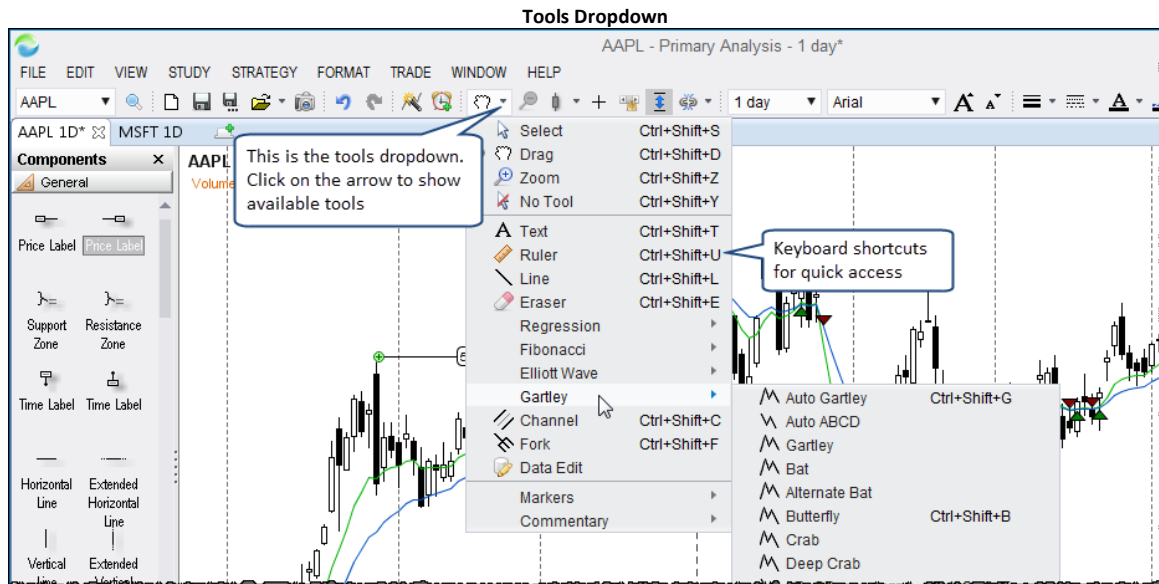 Tools Dropdown
AAPL - Primary Analysis - 1 day*
FILE EDIT VIEW STUDY STRATEGY FORMAT TRADE WINDOW HELP
AAPL 1 day Arial A A A
AAPL 1D* MSFT 1D
Components x
General
Price Label Price Label
Support Zone Resistance Zone
Time Label Time Label
Horizontal Line Extended Horizontal Line
Vertical Extended
AAPL
Volume
This is the tools dropdown.
Click on the arrow to show
available tools
Select Ctrl+Shift+S
Drag Ctrl+Shift+D
Zoom Ctrl+Shift+Z
No Tool Ctrl+Shift+Y
A Text Ctrl+Shift+T
Ruler Ctrl+Shift+U
Line Ctrl+Shift+L
Eraser Ctrl+Shift+E
Regression
Fibonacci
Elliott Wave
Gartley
Channel Ctrl+Shift+C
Fork Ctrl+Shift+F
Data Edit
Markers
Commentary
Keyboard shortcuts
for quick access
Auto Gartley Ctrl+Shift+G
Auto ABCD
Gartley
Bat
Alternate Bat
Butterfly Ctrl+Shift+B
Crab
Deep Crab